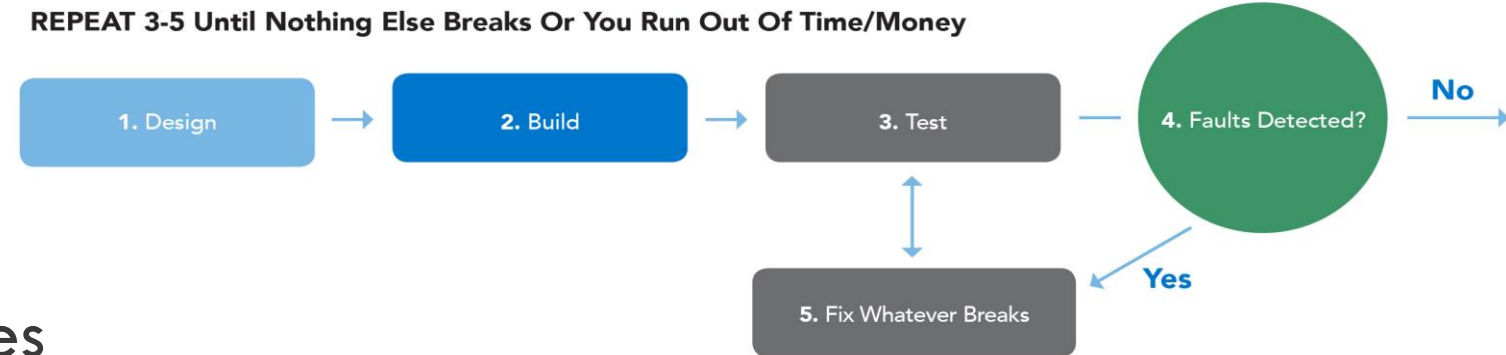 REPEAT 3-5 Until Nothing Else Breaks Or You Run Out Of Time/Money
1. Design
2. Build
3. Test
4. Faults Detected?
No
Yes
5. Fix Whatever Breaks
es